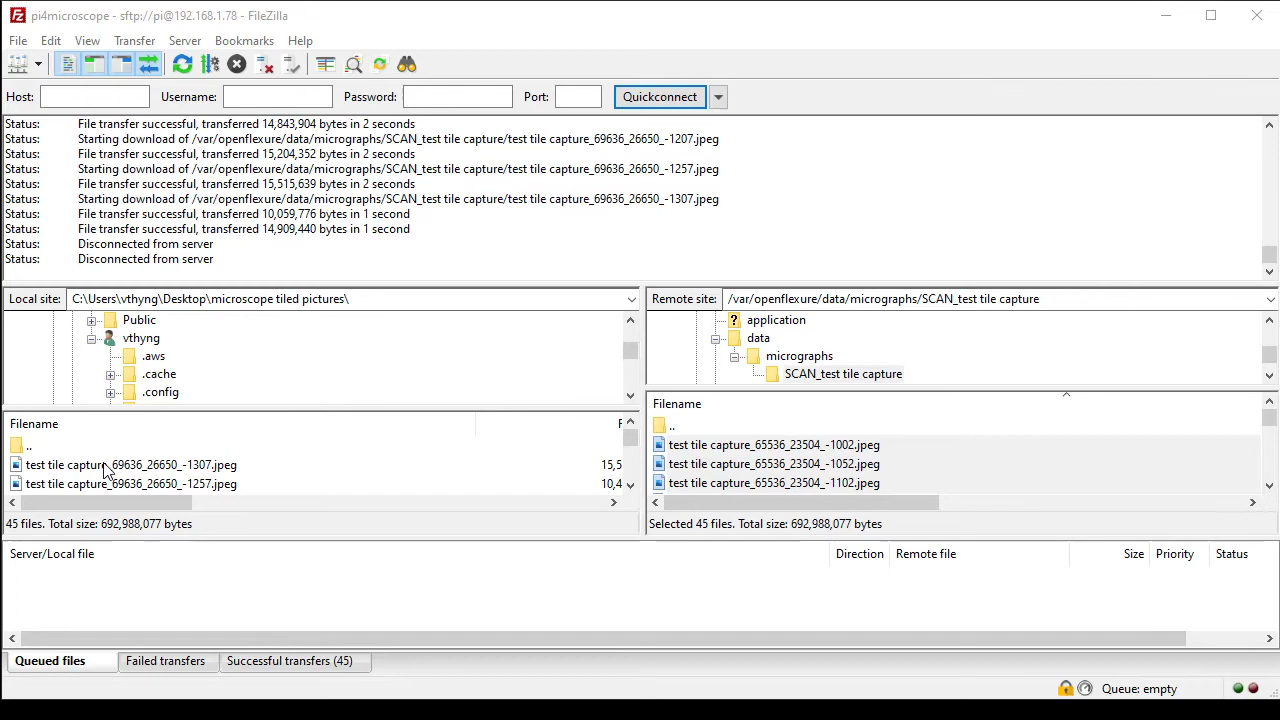 pi4microscope - sftp://pi@192.168.1.78 - FileZilla
File Edit View Transfer Server Bookmarks Help
Host: Username: Password: Port: Quickconnect
Status: File transfer successful, transferred 14,843,904 bytes in 2 seconds
Status: Starting download of /var/openflexure/data/micrographs/SCAN_test tile capture/test tile capture_69636_26650_-1207.jpeg
Status: File transfer successful, transferred 15,204,352 bytes in 2 seconds
Status: Starting download of /var/openflexure/data/micrographs/SCAN_test tile capture/test tile capture_69636_26650_-1257.jpeg
Status: File transfer successful, transferred 15,515,639 bytes in 2 seconds
Status: Starting download of /var/openflexure/data/micrographs/SCAN_test tile capture/test tile capture_69636_26650_-1307.jpeg
Status: File transfer successful, transferred 10,059,776 bytes in 1 second
Status: File transfer successful, transferred 14,909,440 bytes in 1 second
Status: Disconnected from server
Status: Disconnected from server
Local site: C:\Users\vthyng\Desktop\microscope tiled pictures\
Public
vthyng
.aws
.cache
.config
Filename F
..
test tile capture_69636_26650_-1307.jpeg 15,5
test tile capture_69636_26650_-1257.jpeg 10,4
45 files. Total size: 692,988,077 bytes
Remote site: /var/openflexure/data/micrographs/SCAN_test tile capture
? application
data
micrographs
SCAN_test tile capture
Filename
..
test tile capture_65536_23504_-1002.jpeg
test tile capture_65536_23504_-1052.jpeg
test tile capture_65536_23504_-1102.jpeg
Selected 45 files. Total size: 692,988,077 bytes
Server/Local file Direction Remote file Size Priority Status
Queued files Failed transfers Successful transfers (45)
Queue: empty